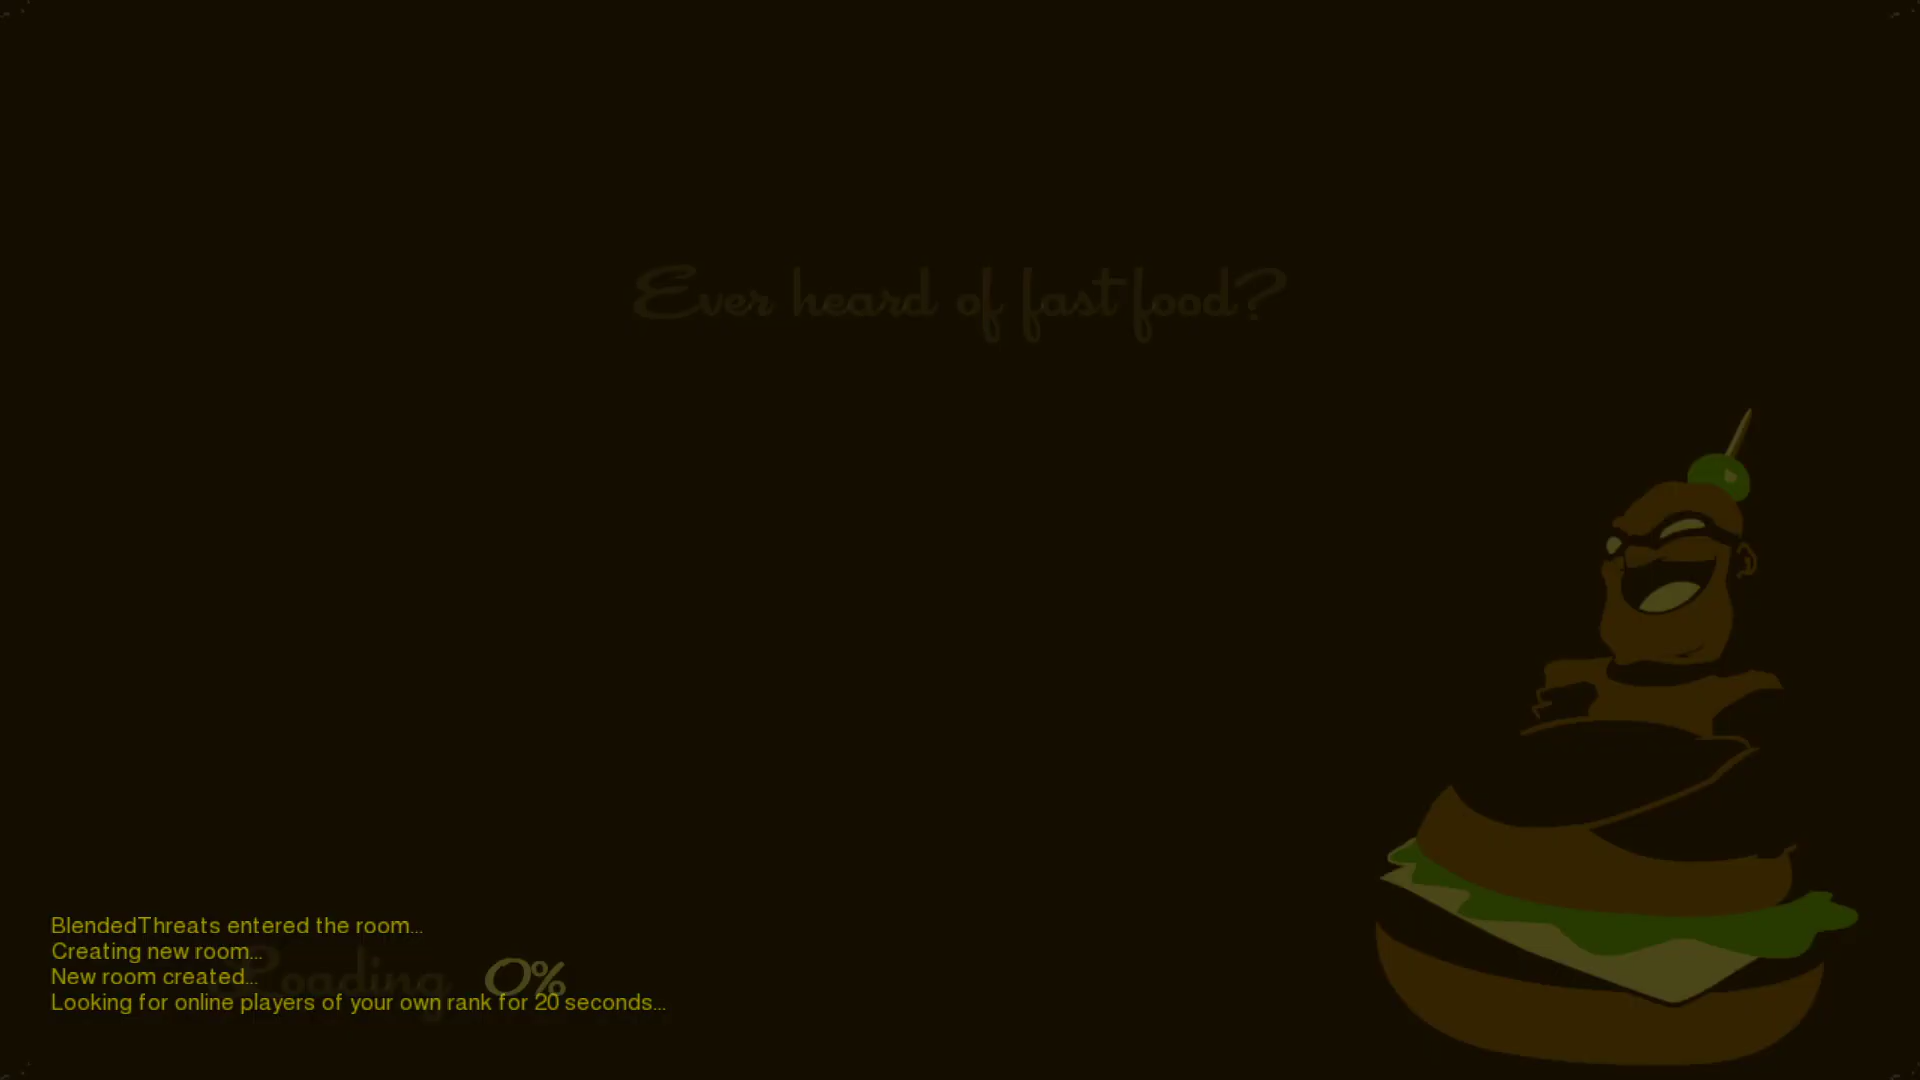 Ever heard of fast food?
BlendedThreats entered the room...
Creating new room...
New room created...
Loading 0%
Looking for online players of your own rank for 20 seconds...